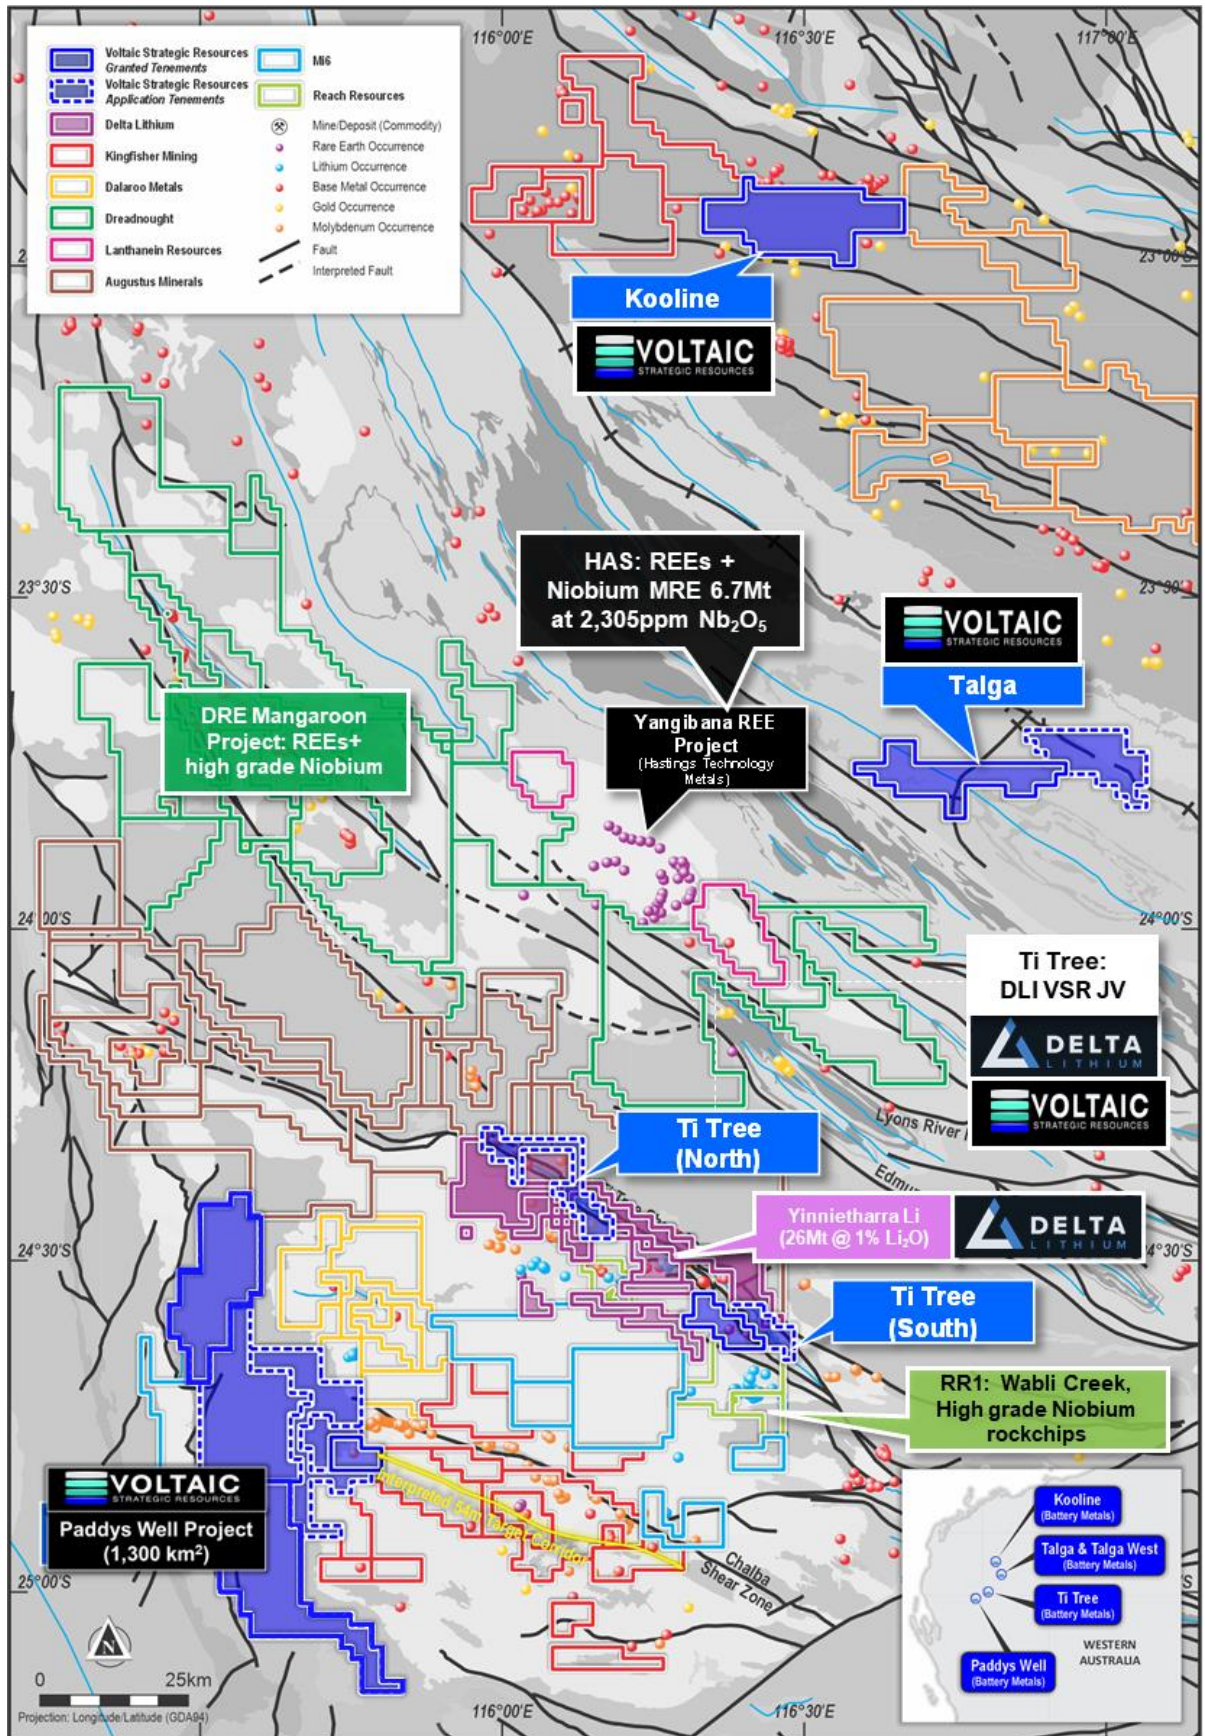 116°00'E
116°30'E
117°00'E
Voltaic Strategic Resources
Granted Tenements
Voltaic Strategic Resources
Application Tenements
Delta Lithium
Kingfisher Mining
Dalaroo Metals
Dreadnought
Lanthanein Resources
Augustus Minerals
Mi6
Reach Resources
Mine/Deposit (Commodity)
Rare Earth Occurrence
Lithium Occurrence
Base Metal Occurrence
Gold Occurrence
Molybdenum Occurrence
Fault
Interpreted Fault
23°00'S
Kooline
VOLTAIC
STRATEGIC RESOURCES
HAS: REEs +
Niobium MRE 6.7Mt
at 2,305ppm Nb₂O₅
23°30'S
23°30'S
VOLTAIC
STRATEGIC RESOURCES
Talga
DRE Mangaroon
Project: REEs+
high grade Niobium
Yangibana REE
Project
(Hastings Technology
Metals)
24°00'S
24°00'S
Ti Tree:
DLI VSR JV
DELTA
LITHIUM
VOLTAIC
STRATEGIC RESOURCES
Lyons River
Ti Tree
(North)
Yinnietharra Li
(26Mt @ 1% Li₂O)
DELTA
LITHIUM
24°30'S
24°30'S
Ti Tree
(South)
RR1: Wabli Creek,
High grade Niobium
rockchips
VOLTAIC
STRATEGIC RESOURCES
Paddys Well Project
(1,300 km²)
Interpreted 54m Target Corridor
Chalba
Shear Zone
25°00'S
Kooline
(Battery Metals)
Talga & Talga West
(Battery Metals)
Ti Tree
(Battery Metals)
WESTERN
AUSTRALIA
Paddys Well
(Battery Metals)
N
0 25km
Projection: Longitude/Latitude (GDA94)
116°00'E
116°30'E